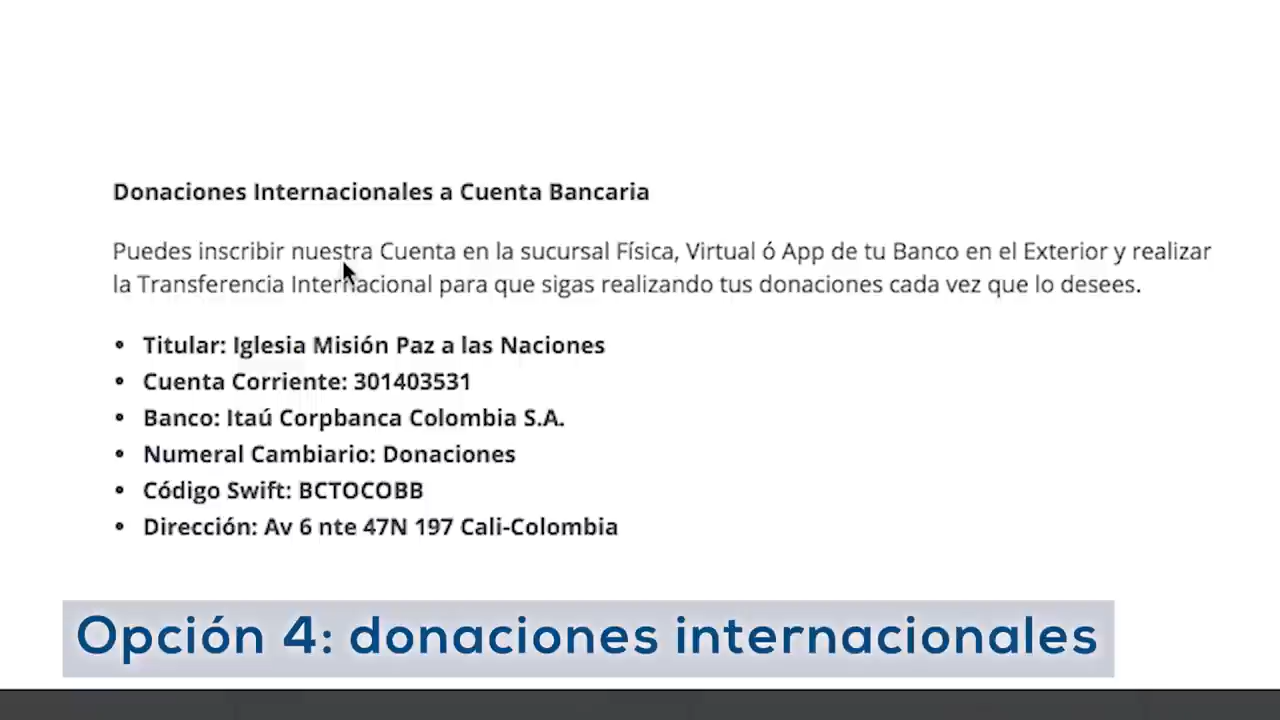 Donaciones Internacionales a Cuenta Bancaria
Puedes inscribir nuestra Cuenta en la sucursal Física, Virtual ó App de tu Banco en el Exterior y realizar
la Transferencia Internacional para que sigas realizando tus donaciones cada vez que lo desees.
• Titular: Iglesia Misión Paz a las Naciones
• Cuenta Corriente: 301403531
• Banco: Itaú Corpbanca Colombia S.A.
• Numeral Cambiario: Donaciones
• Código Swift: BCTOCOBB
• Dirección: Av 6 nte 47N 197 Cali-Colombia
Opción 4: donaciones internacionales